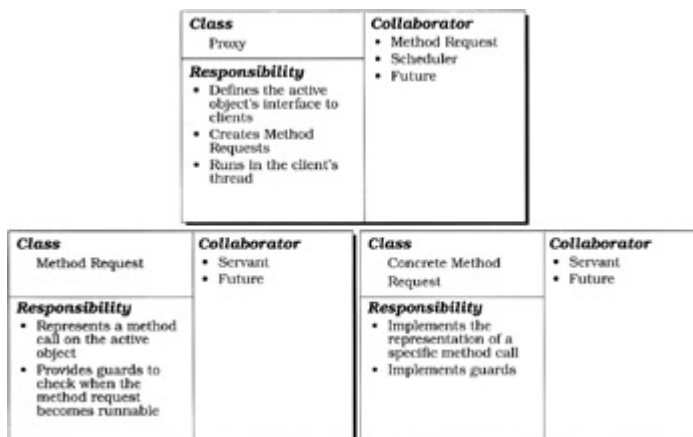 Class
Proxy
Collaborator
• Method Request
• Scheduler
• Future
Responsibility
• Defines the active
object's interface to
clients
• Creates Method
Requests
• Runs in the client's
thread
Class
Method Request
Collaborator
• Servant
• Future
Responsibility
• Represents a method
call on the active
object
• Provides guards to
check when the
method request
becomes runnable
Class
Concrete Method
Request
Collaborator
• Servant
• Future
Responsibility
• Implements the
representation of a
specific method call
• Implements guards